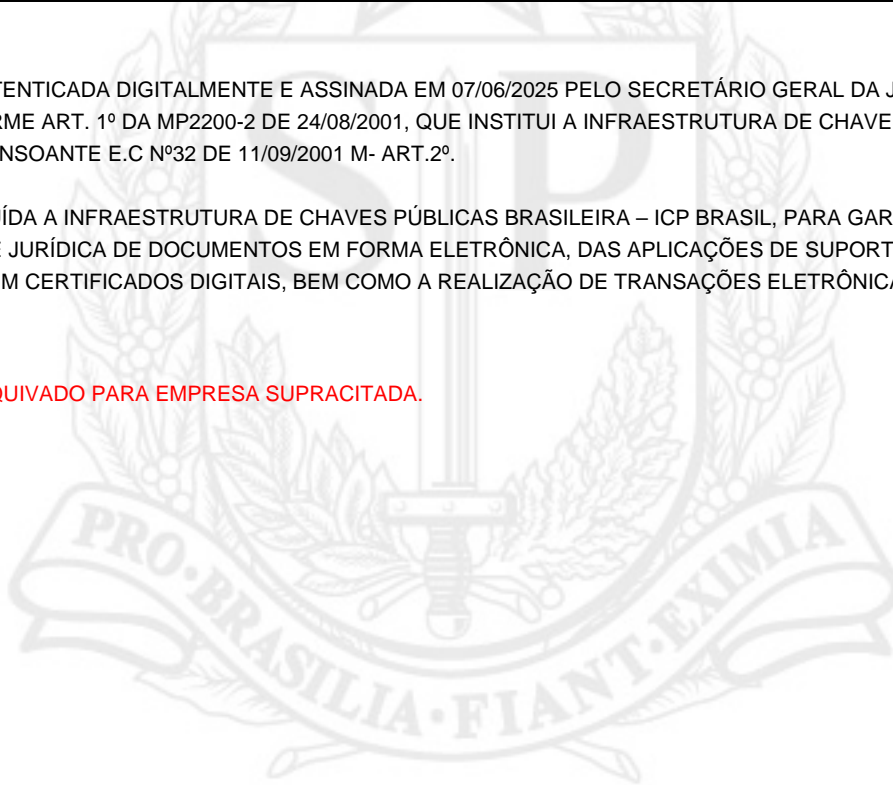 TENTICADA DIGITALMENTE E ASSINADA EM 07/06/2025 PELO SECRETÁRIO GERAL DA J
RME ART. 1º DA MP2200-2 DE 24/08/2001, QUE INSTITUI A INFRAESTRUTURA DE CHAVE
NSOANTE E.C Nº32 DE 11/09/2001 M- ART.2º.
ÍDA A INFRAESTRUTURA DE CHAVES PÚBLICAS BRASILEIRA – ICP BRASIL, PARA GAR
E JURÍDICA DE DOCUMENTOS EM FORMA ELETRÔNICA, DAS APLICAÇÕES DE SUPORT
M CERTIFICADOS DIGITAIS, BEM COMO A REALIZAÇÃO DE TRANSAÇÕES ELETRÔNICA
QUIVADO PARA EMPRESA SUPRACITADA.
SP
PRO·BRASILIA·FIANT·EXIMIA